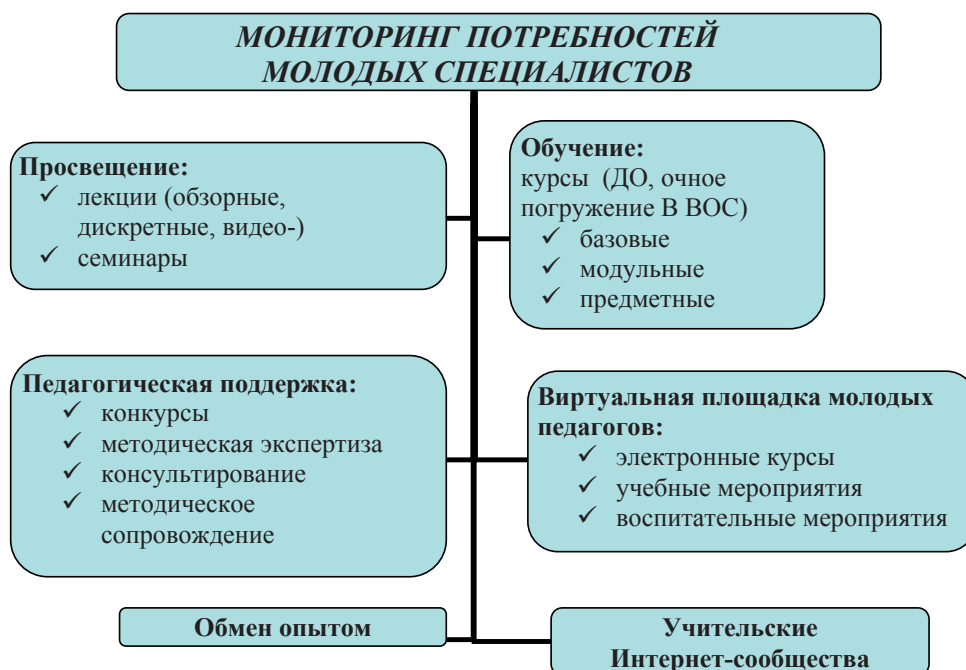 МОНИТОРИНГ ПОТРЕБНОСТЕЙ
МОЛОДЫХ СПЕЦИАЛИСТОВ
Просвещение:
✓ лекции (обзорные,
дискретные, видео-)
✓ семинары
Обучение:
курсы (ДО, очное
погружение В ВОС)
✓ базовые
✓ модульные
✓ предметные
Педагогическая поддержка:
✓ конкурсы
✓ методическая экспертиза
✓ консультирование
✓ методическое
сопровождение
Виртуальная площадка молодых
педагогов:
✓ электронные курсы
✓ учебные мероприятия
✓ воспитательные мероприятия
Обмен опытом
Учительские
Интернет-сообщества